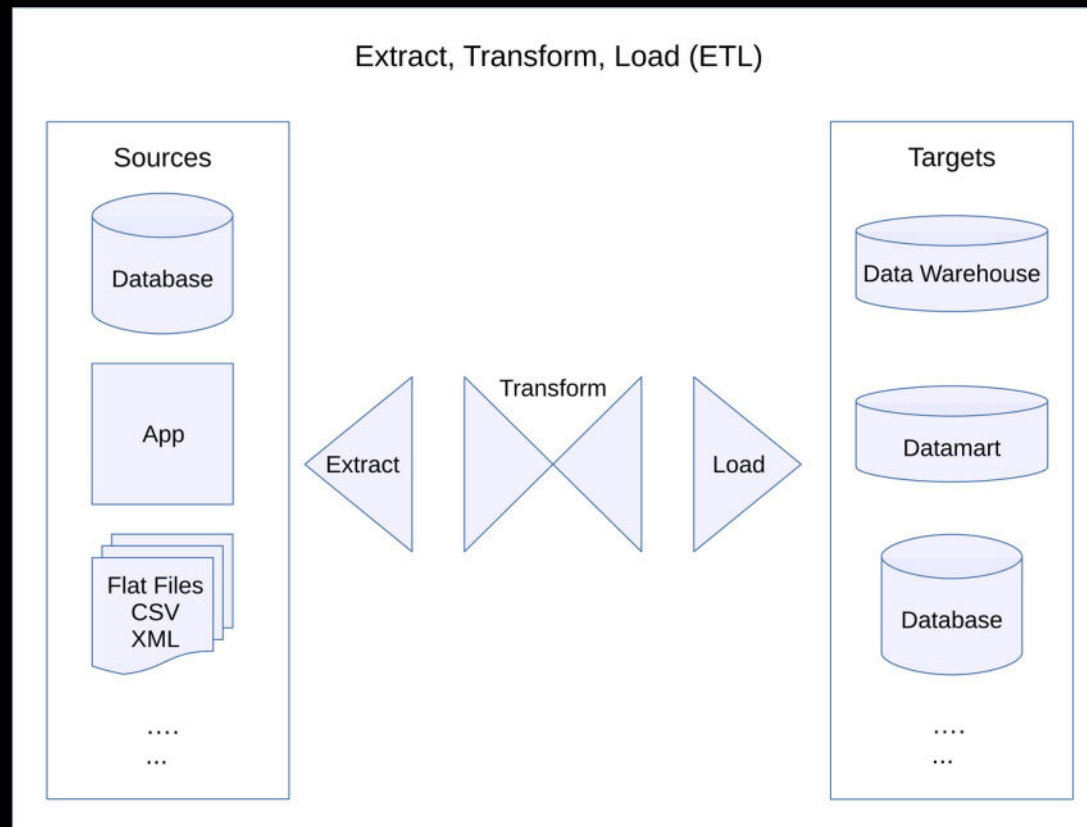 Extract, Transform, Load (ETL)
Sources
Database
App
Flat Files
CSV
XML
....
...
Extract
Transform
Load
Targets
Data Warehouse
Datamart
Database
....
...